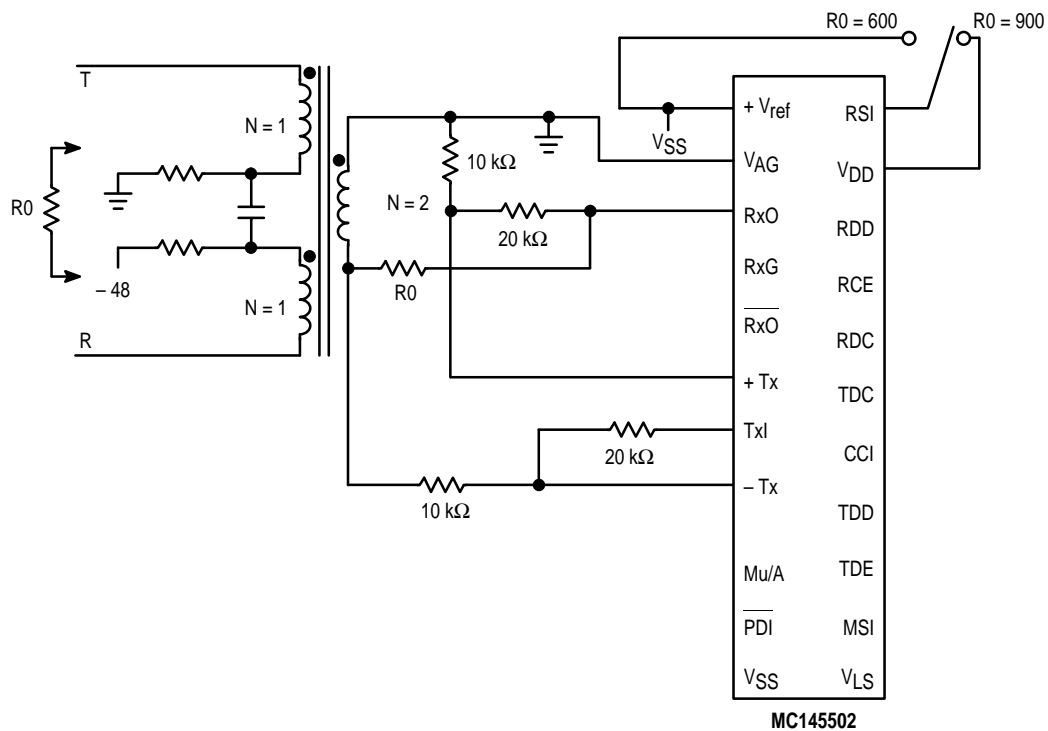 R0 = 600
R0 = 900
T
N = 1
R0
– 48
N = 1
R
N = 2
10 kΩ
20 kΩ
R0
20 kΩ
10 kΩ
VSS
+ Vref
VAG
RxO
RxG
RxO
+ Tx
TxI
– Tx
Mu/A
PDI
VSS
RSI
VDD
RDD
RCE
RDC
TDC
CCI
TDD
TDE
MSI
VLS
MC145502